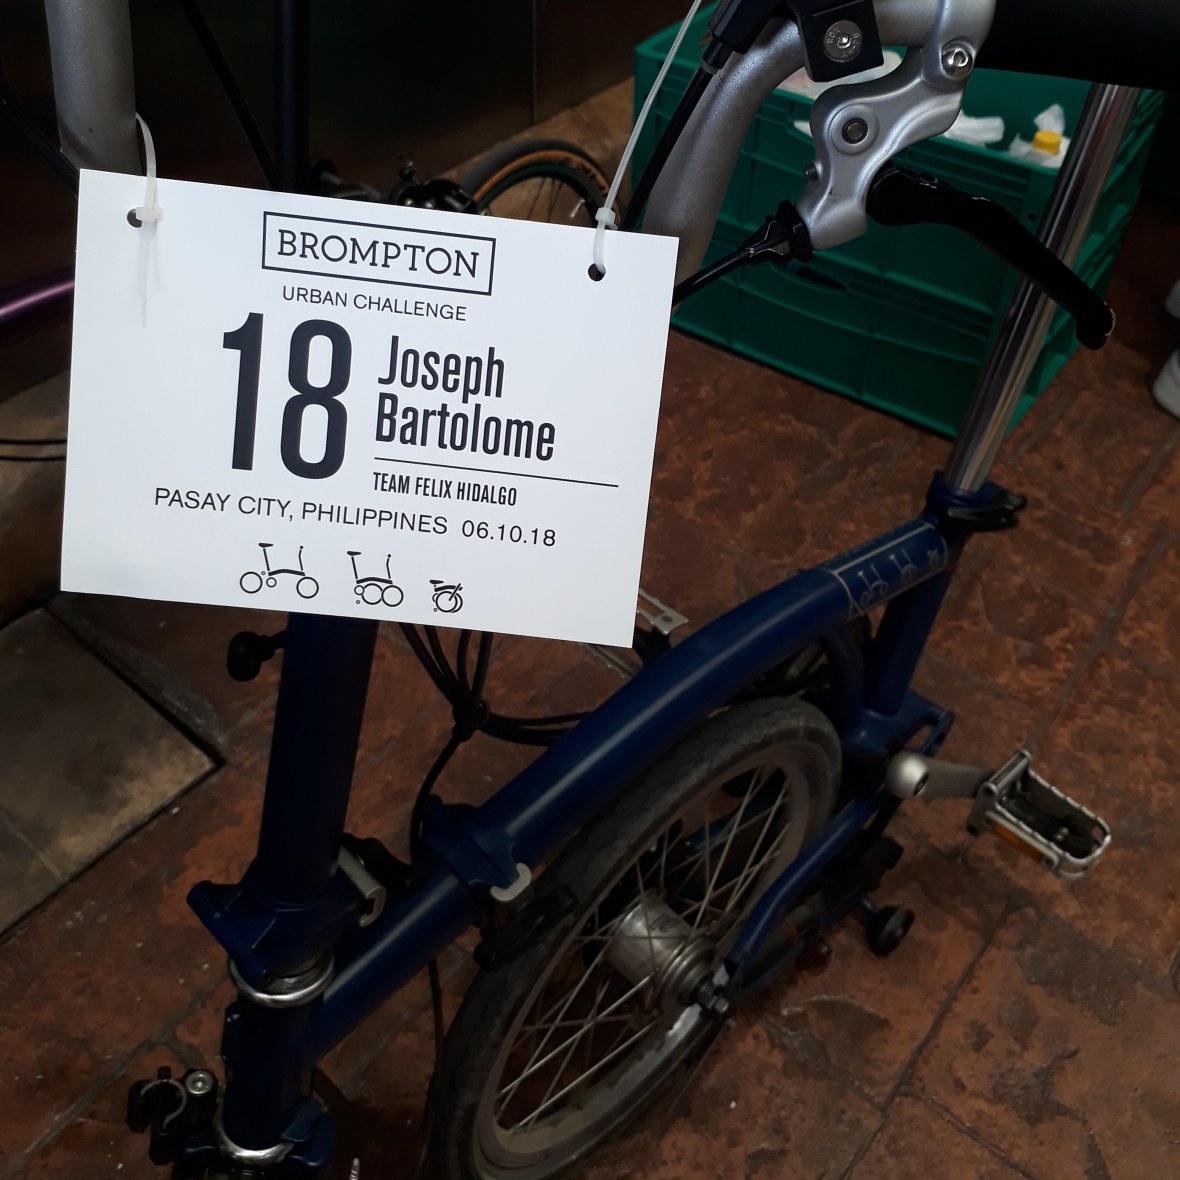 BROMPTON
URBAN CHALLENGE
18
Joseph
Bartolome
TEAM FELIX HIDALGO
PASAY CITY, PHILIPPINES 06.10.18